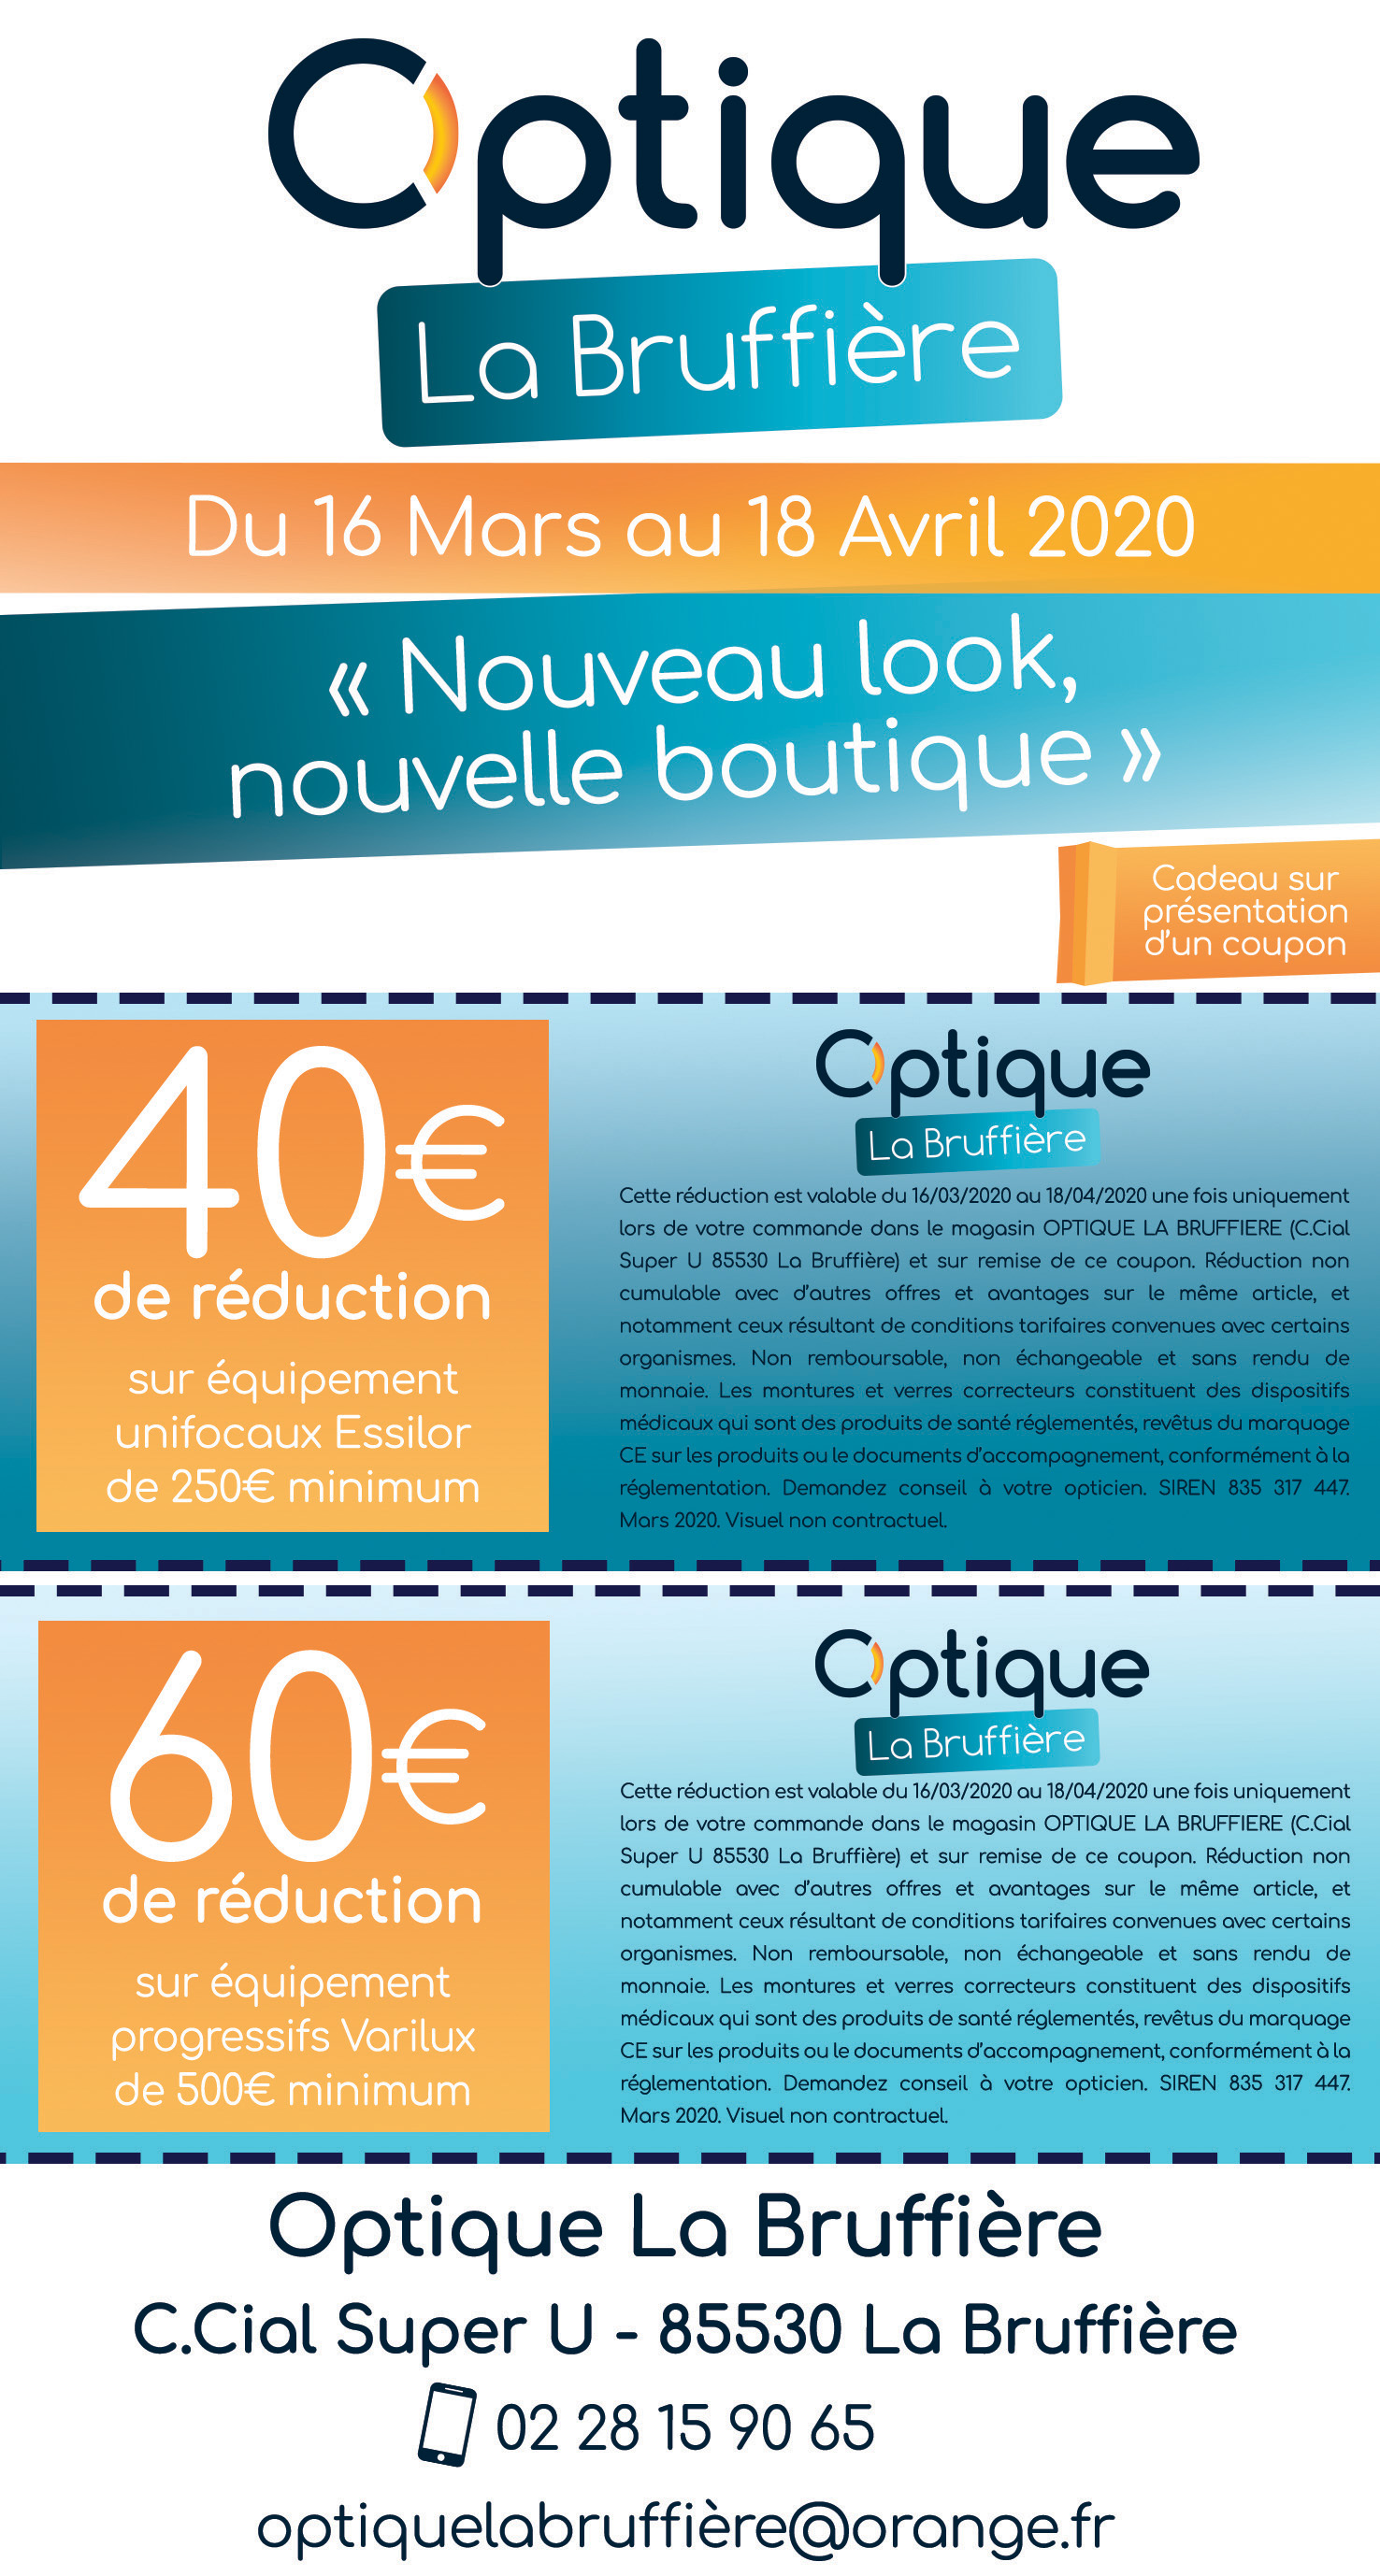 Optique
La Bruffière
Du 16 Mars au 18 Avril 2020
« Nouveau look,
nouvelle boutique »
Cadeau sur
présentation
d'un coupon
40€
de réduction
sur équipement
unifocaux Essilor
de 250€ minimum
Optique
La Bruffière
Cette réduction est valable du 16/03/2020 au 18/04/2020 une fois uniquement
lors de votre commande dans le magasin OPTIQUE LA BRUFFIERE (C.Cial
Super U 85530 La Bruffière) et sur remise de ce coupon. Réduction non
cumulable avec d'autres offres et avantages sur le même article, et
notamment ceux résultant de conditions tarifaires convenues avec certains
organismes. Non remboursable, non échangeable et sans rendu de
monnaie. Les montures et verres correcteurs constituent des dispositifs
médicaux qui sont des produits de santé réglementés, revêtus du marquage
CE sur les produits ou le documents d'accompagnement, conformément à la
réglementation. Demandez conseil à votre opticien. SIREN 835 317 447.
Mars 2020. Visuel non contractuel.
60€
de réduction
sur équipement
progressifs Varilux
de 500€ minimum
Optique
La Bruffière
Cette réduction est valable du 16/03/2020 au 18/04/2020 une fois uniquement
lors de votre commande dans le magasin OPTIQUE LA BRUFFIERE (C.Cial
Super U 85530 La Bruffière) et sur remise de ce coupon. Réduction non
cumulable avec d'autres offres et avantages sur le même article, et
notamment ceux résultant de conditions tarifaires convenues avec certains
organismes. Non remboursable, non échangeable et sans rendu de
monnaie. Les montures et verres correcteurs constituent des dispositifs
médicaux qui sont des produits de santé réglementés, revêtus du marquage
CE sur les produits ou le documents d'accompagnement, conformément à la
réglementation. Demandez conseil à votre opticien. SIREN 835 317 447.
Mars 2020. Visuel non contractuel.
Optique La Bruffière
C.Cial Super U - 85530 La Bruffière
02 28 15 90 65
optiquelabruffière@orange.fr